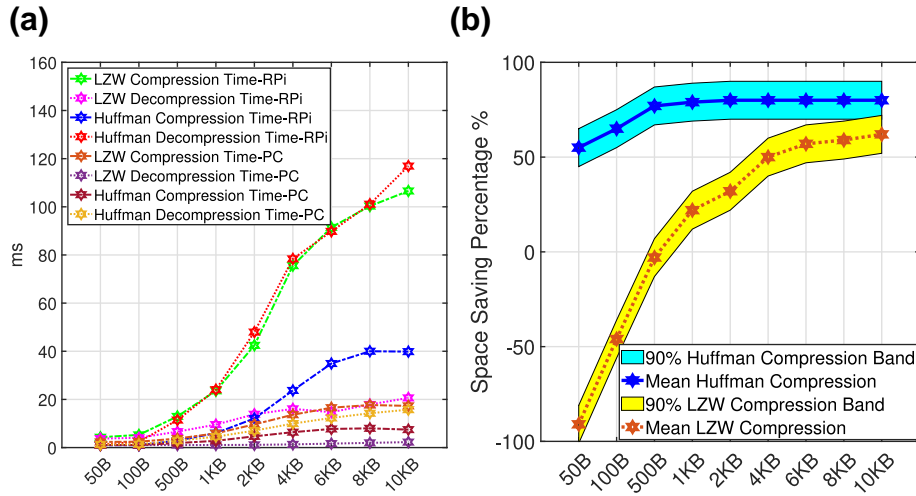 (a)
160
140
120
100
80
60
40
20
0
ms
LZW Compression Time-RPi
LZW Decompression Time-RPi
Huffman Compression Time-RPi
Huffman Decompression Time-RPi
LZW Compression Time-PC
LZW Decompression Time-PC
Huffman Compression Time-PC
Huffman Decompression Time-PC
50B
100B
500B
1KB
2KB
4KB
6KB
8KB
10KB
(b)
100
50
0
-50
-100
Space Saving Percentage %
90% Huffman Compression Band
Mean Huffman Compression
90% LZW Compression Band
Mean LZW Compression
50B
100B
500B
1KB
2KB
4KB
6KB
8KB
10KB